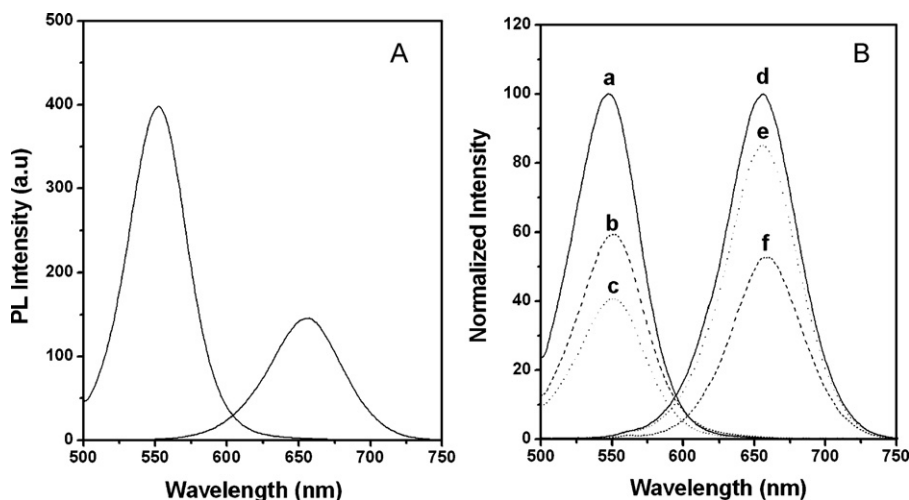 A
PL Intensity (a.u)
500
400
300
200
100
0
500 550 600 650 700 750
Wavelength (nm)
B
Normalized Intensity
120
100
80
60
40
20
0
a
d
e
b
f
c
500 550 600 650 700 750
Wavelength (nm)